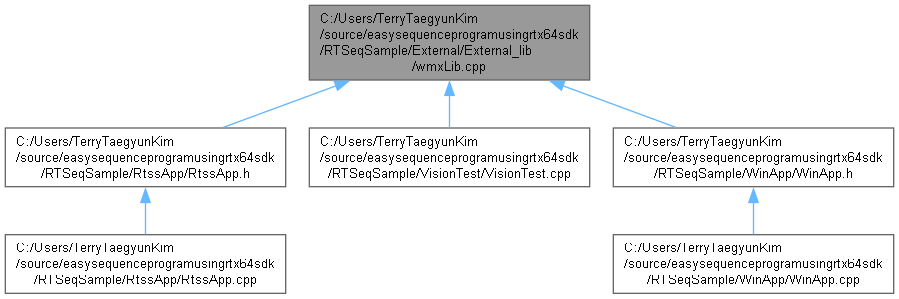 C:/Users/TerryTaegyunKim
/source/easysequenceprogramusingrtx64sdk
/RTSeqSample/External/External_lib
/wmxLib.cpp
C:/Users/TerryTaegyunKim
/source/easysequenceprogramusingrtx64sdk
/RTSeqSample/RtssApp/RtssApp.h
C:/Users/TerryTaegyunKim
/source/easysequenceprogramusingrtx64sdk
/RTSeqSample/VisionTest/VisionTest.cpp
C:/Users/TerryTaegyunKim
/source/easysequenceprogramusingrtx64sdk
/RTSeqSample/WinApp/WinApp.h
C:/Users/TerryTaegyunKim
/source/easysequenceprogramusingrtx64sdk
/RTSeqSample/RtssApp/RtssApp.cpp
C:/Users/TerryTaegyunKim
/source/easysequenceprogramusingrtx64sdk
/RTSeqSample/WinApp/WinApp.cpp